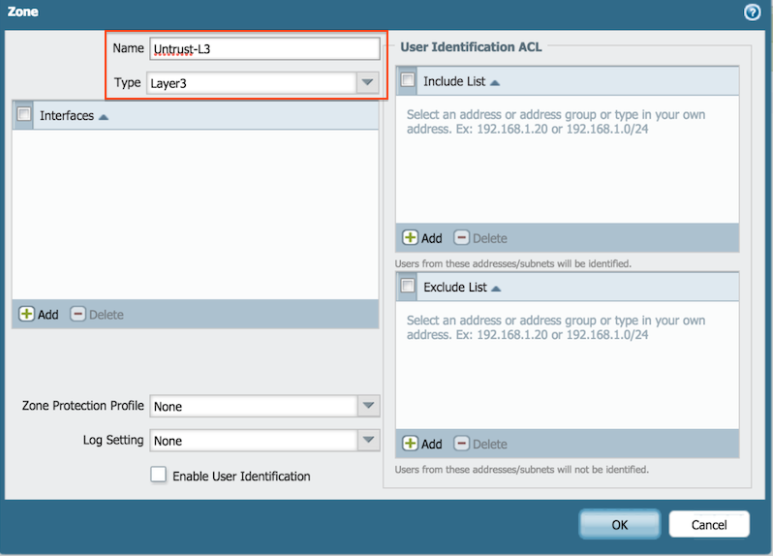 Zone
Name Untrust-L3
Type Layer3
Interfaces
Add Delete
Zone Protection Profile None
Log Setting None
Enable User Identification
User Identification ACL
Include List
Select an address or address group or type in your own
address. Ex: 192.168.1.20 or 192.168.1.0/24
Add Delete
Users from these addresses/subnets will be identified.
Exclude List
Select an address or address group or type in your own
address. Ex: 192.168.1.20 or 192.168.1.0/24
Add Delete
Users from these addresses/subnets will not be identified.
OK Cancel